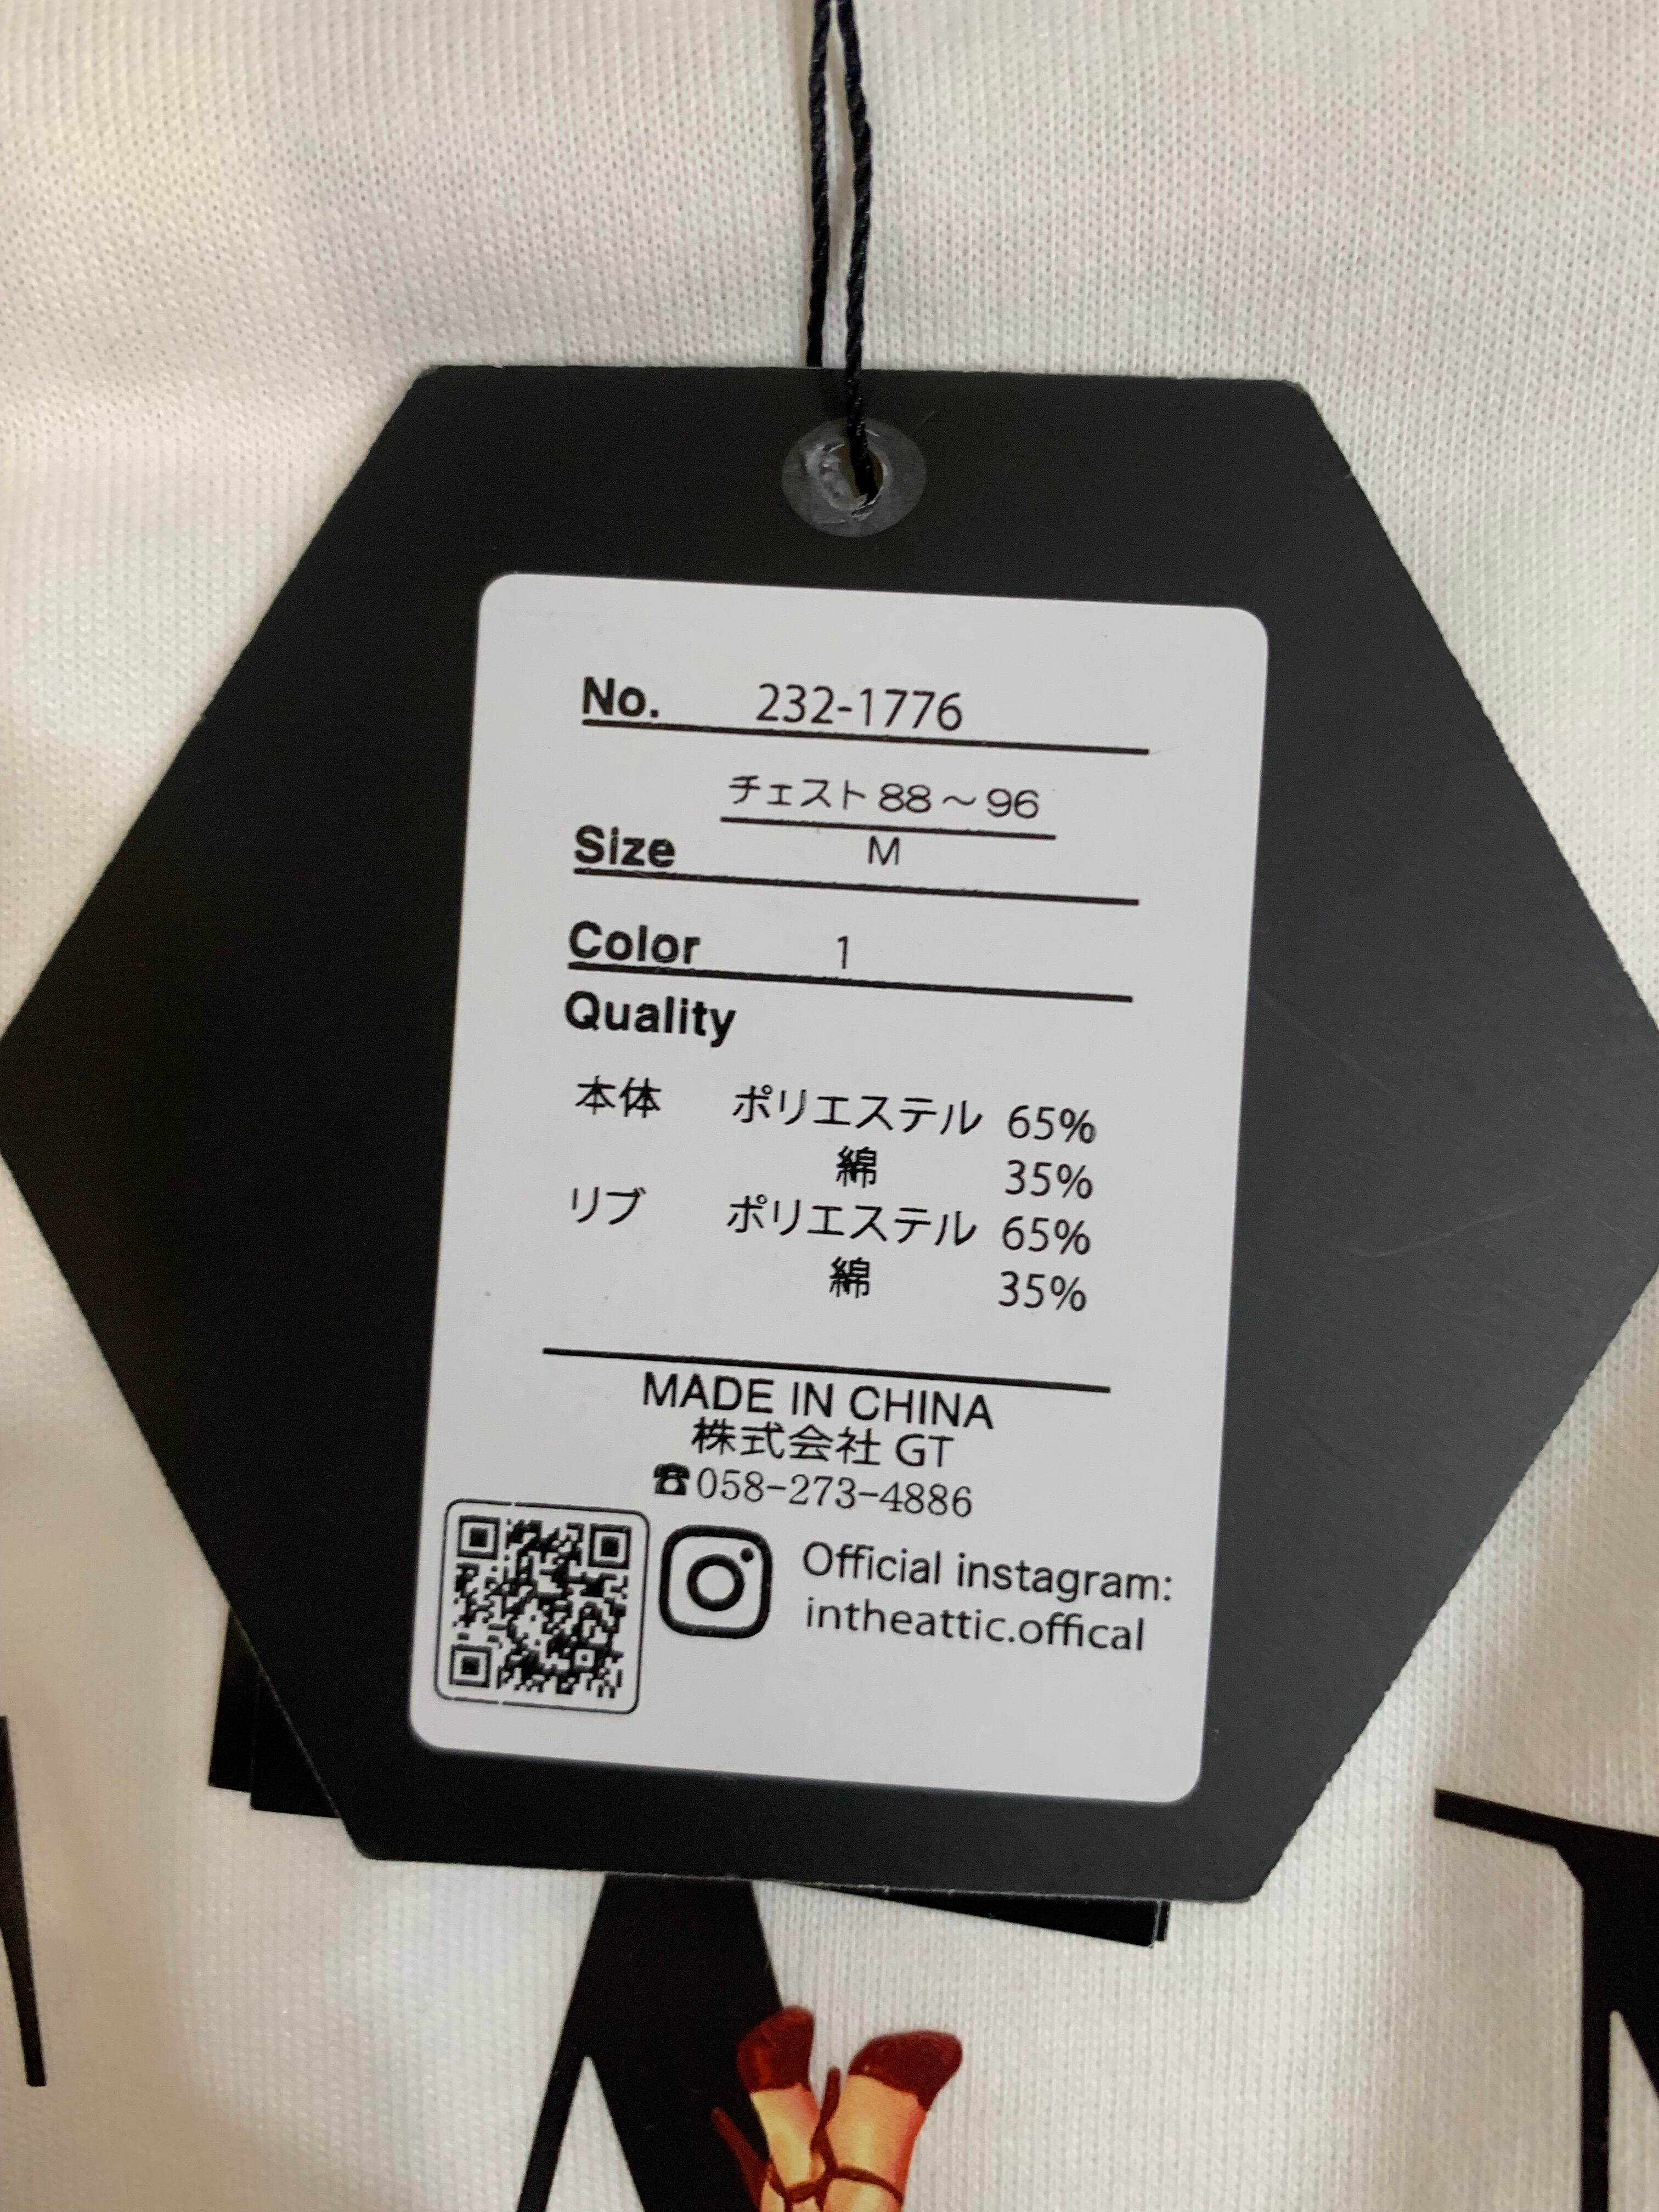 No. 232-1776
チェスト88～96
Size M
Color 1
Quality
本体 ポリエステル 65%
綿 35%
リブ ポリエステル 65%
綿 35%
MADE IN CHINA
株式会社 GT
☎058-273-4886
Official instagram:
intheattic.offical